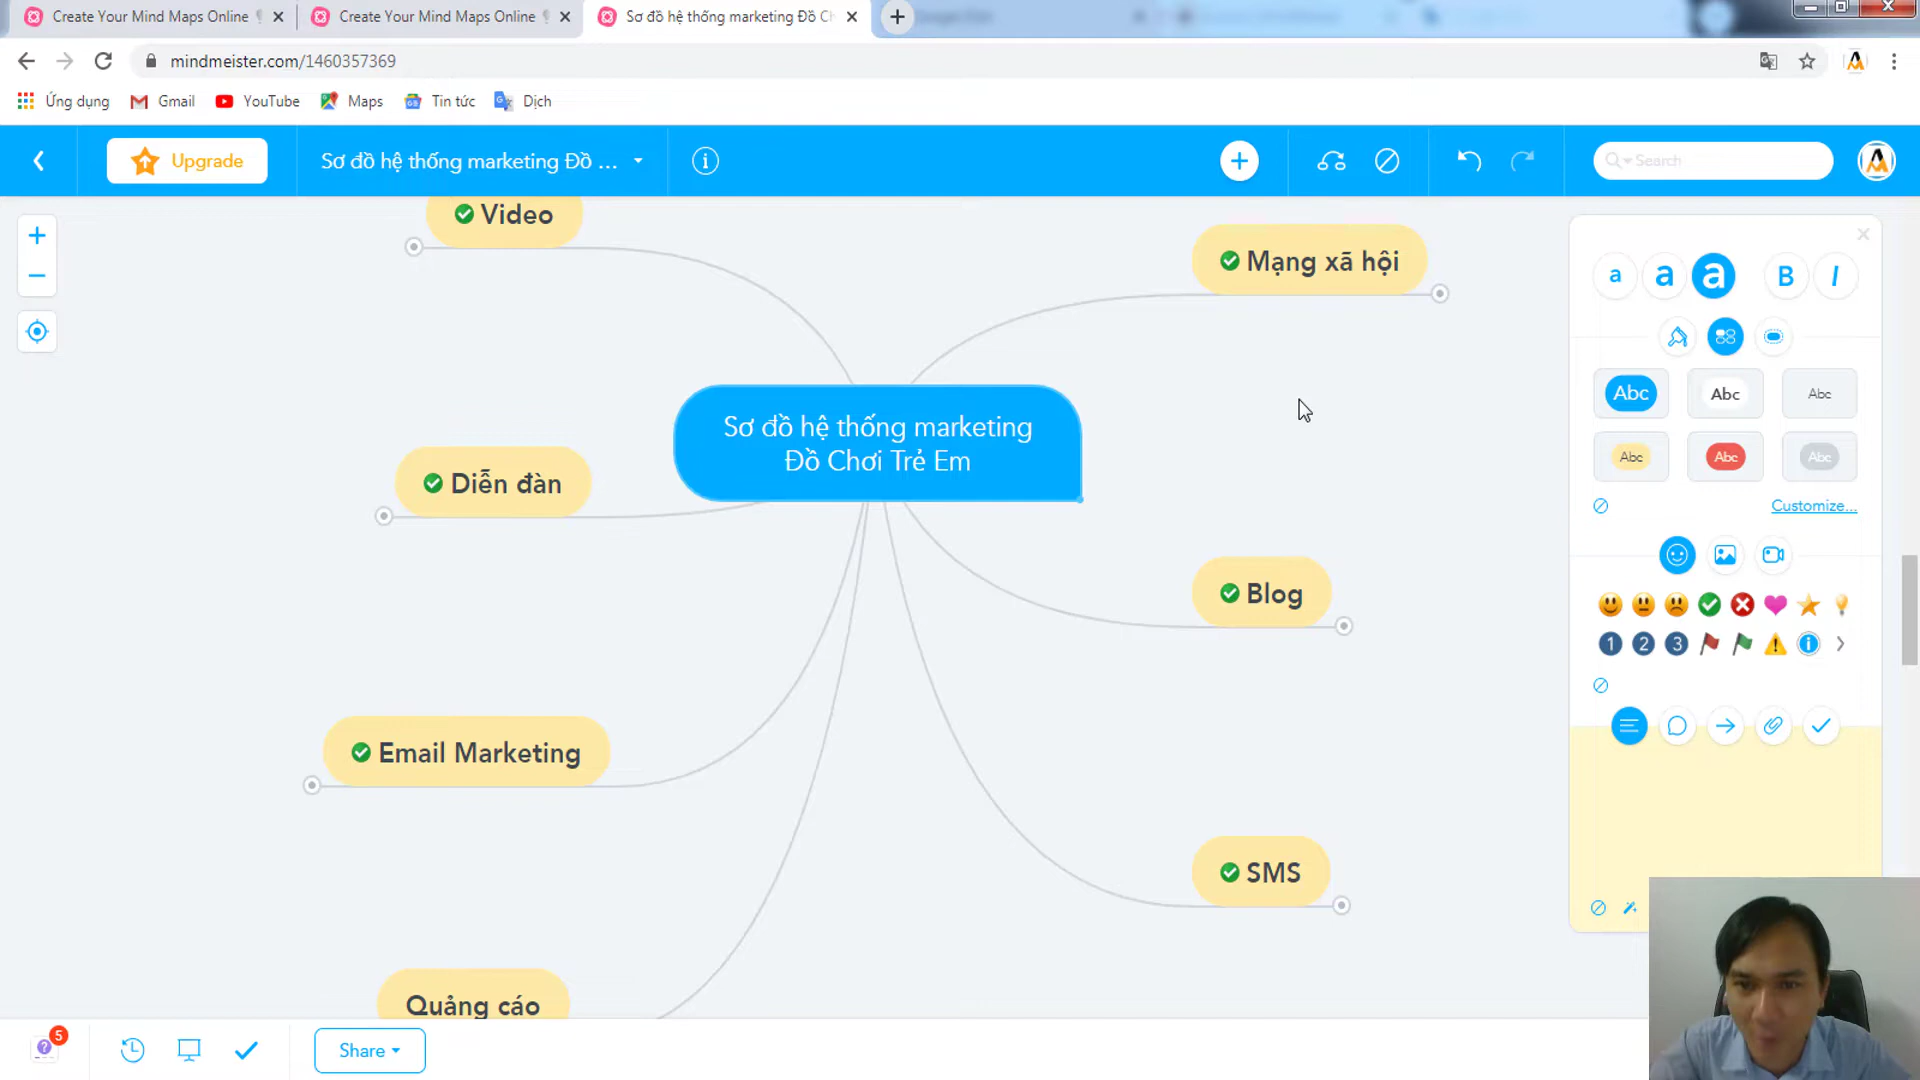 Create Your Mind Maps Online
Create Your Mind Maps Online
Sơ đồ hệ thống marketing Đồ Ch
mindmeister.com/1460357369
Ứng dụng
Gmail
YouTube
Maps
Tin tức
Dịch
Upgrade
Sơ đồ hệ thống marketing Đồ ...
Search
Video
Mạng xã hội
Sơ đồ hệ thống marketing
Đồ Chơi Trẻ Em
Diễn đàn
Blog
Email Marketing
SMS
Quảng cáo
a a a B I
Abc Abc Abc
Abc Abc Abc
Customize...
1 2 3
5
Share